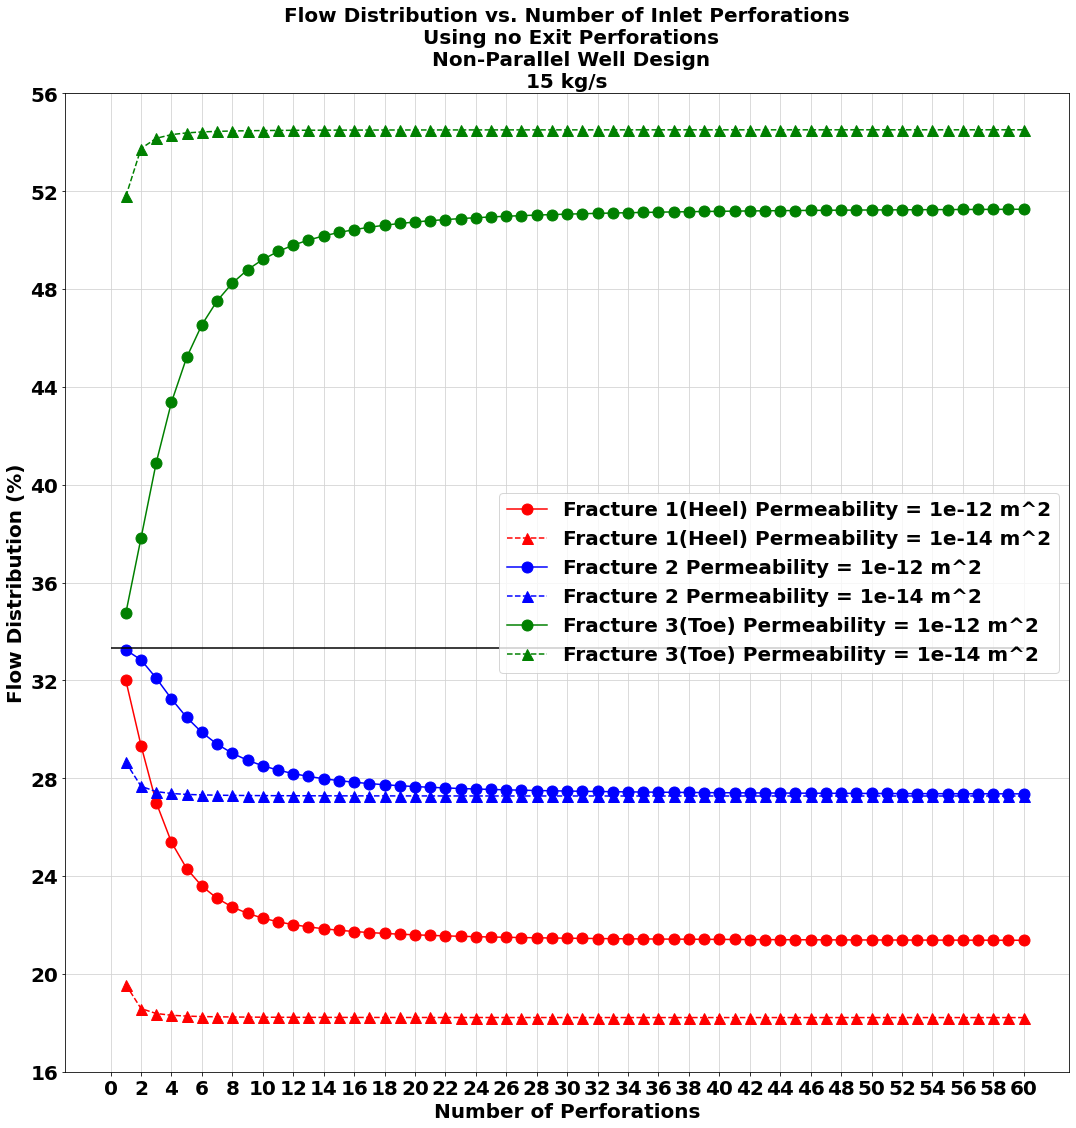 Flow Distribution vs. Number of Inlet Perforations
Using no Exit Perforations
Non-Parallel Well Design
15 kg/s
56
52
48
44
40
36
32
28
24
20
16
Flow Distribution (%)
Fracture 1(Heel) Permeability = 1e-12 m^2
Fracture 1(Heel) Permeability = 1e-14 m^2
Fracture 2 Permeability = 1e-12 m^2
Fracture 2 Permeability = 1e-14 m^2
Fracture 3(Toe) Permeability = 1e-12 m^2
Fracture 3(Toe) Permeability = 1e-14 m^2
0 2 4 6 8 10 12 14 16 18 20 22 24 26 28 30 32 34 36 38 40 42 44 46 48 50 52 54 56 58 60
Number of Perforations